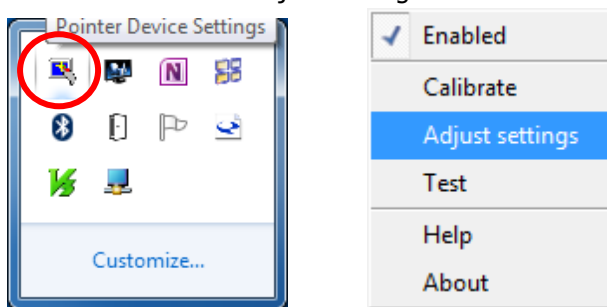 Pointer Device Settings
N
Customize...
Enabled
Calibrate
Adjust settings
Test
Help
About